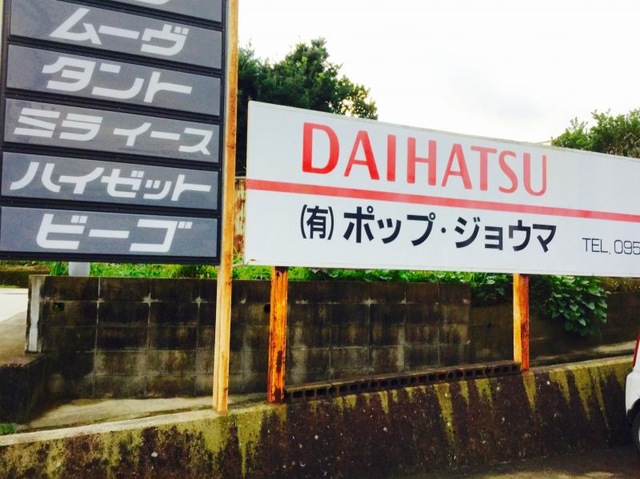 ムーヴ
タント
ミラ イース
ハイゼット
ビーゴ
DAIHATSU
(有)ポップ・ジョウマ
TEL. 095